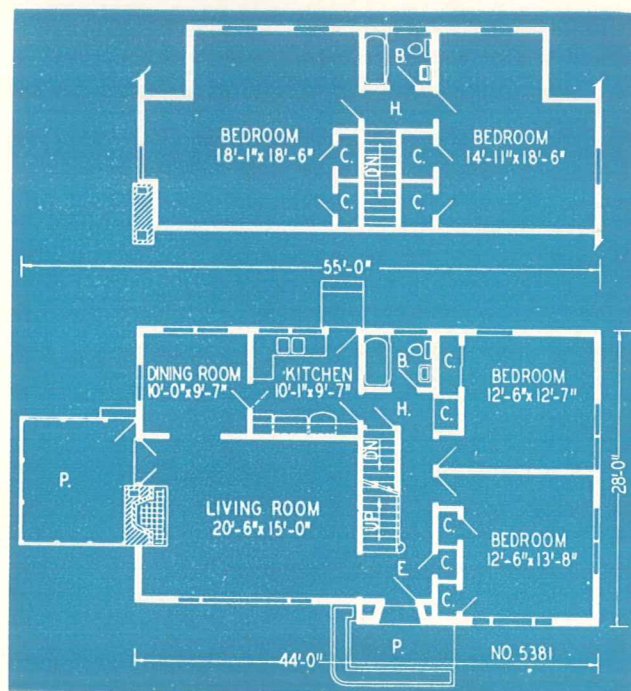 B.
H.
BEDROOM
18'-1" x 18'-6"
BEDROOM
14'-11" x 18'-6"
C.
DN
C.
C.
C.
55'-0"
DINING ROOM
10'-0" x 9'-7"
KITCHEN
10'-1" x 9'-7"
B.
C.
BEDROOM
12'-6" x 12'-7"
H.
C.
P.
DN
28'-0"
LIVING ROOM
20'-6" x 15'-0"
UP
C.
BEDROOM
12'-6" x 13'-8"
E.
C.
C.
44'-0"
P.
NO. 5381